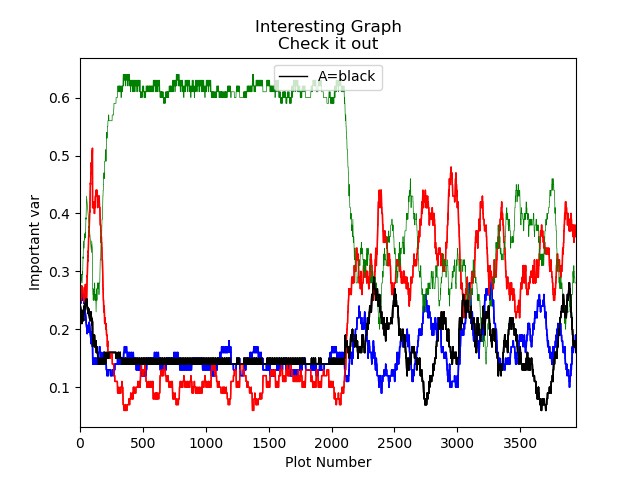 Interesting Graph
Check it out
A=black
Important var
0.6
0.5
0.4
0.3
0.2
0.1
0 500 1000 1500 2000 2500 3000 3500
Plot Number